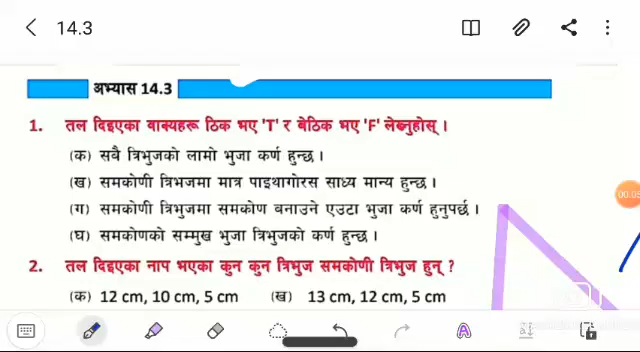 14.3
अभ्यास 14.3
1. तल दिइएका वाक्यहरू ठिक भए 'T' र बेठिक भए 'F' लेख्नुहोस् ।
(क) सबै त्रिभुजको लामो भुजा कर्ण हुन्छ ।
(ख) समकोणी त्रिभजमा मात्र पाइथागोरस साध्य मान्य हुन्छ ।
(ग) समकोणी त्रिभुजमा समकोण बनाउने एउटा भुजा कर्ण हुनुपर्छ ।
(घ) समकोणको सम्मुख भुजा त्रिभुजको कर्ण हुन्छ ।
2. तल दिइएका नाप भएका कुन कुन त्रिभुज समकोणी त्रिभुज हुन् ?
(क) 12 cm, 10 cm, 5 cm (ख) 13 cm, 12 cm, 5 cm